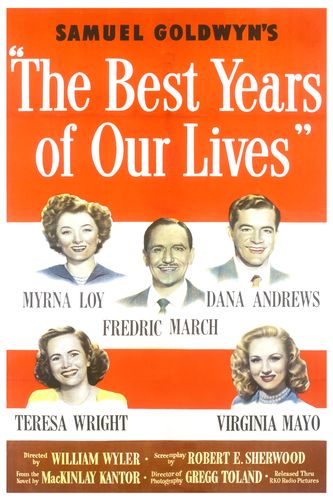 SAMUEL GOLDWYN'S
"The Best Years
of Our Lives"
MYRNA LOY
DANA ANDREWS
FREDRIC MARCH
TERESA WRIGHT
VIRGINIA MAYO
Directed by WILLIAM WYLER • Screenplay by ROBERT E. SHERWOOD
From the Novel by MacKINLAY KANTOR • Director of Photography GREGG TOLAND • Released Thru RKO Radio Pictures